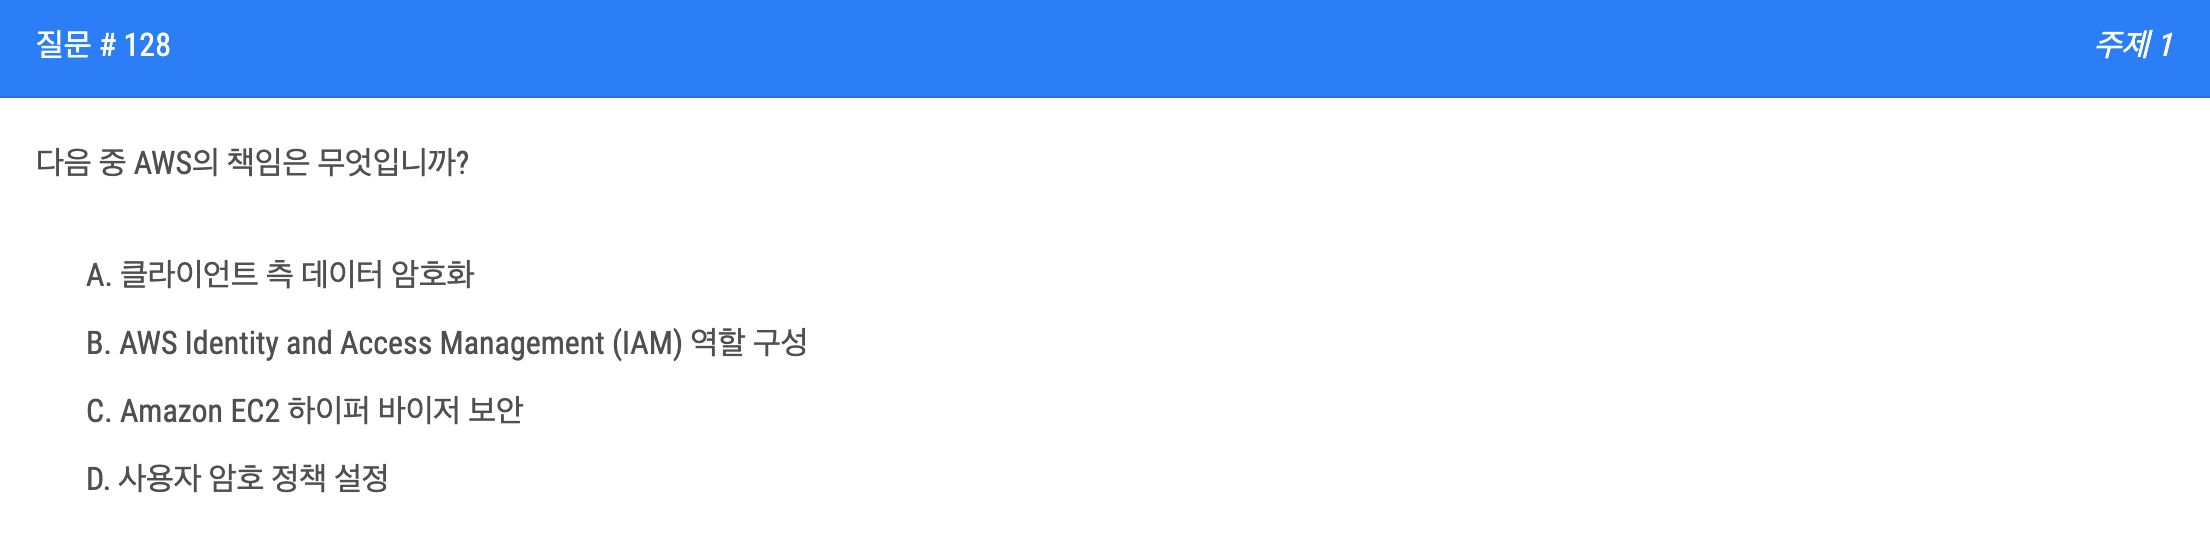 질문 # 128
주제 1
다음 중 AWS의 책임은 무엇입니까?
A. 클라이언트 측 데이터 암호화
B. AWS Identity and Access Management (IAM) 역할 구성
C. Amazon EC2 하이퍼 바이저 보안
D. 사용자 암호 정책 설정